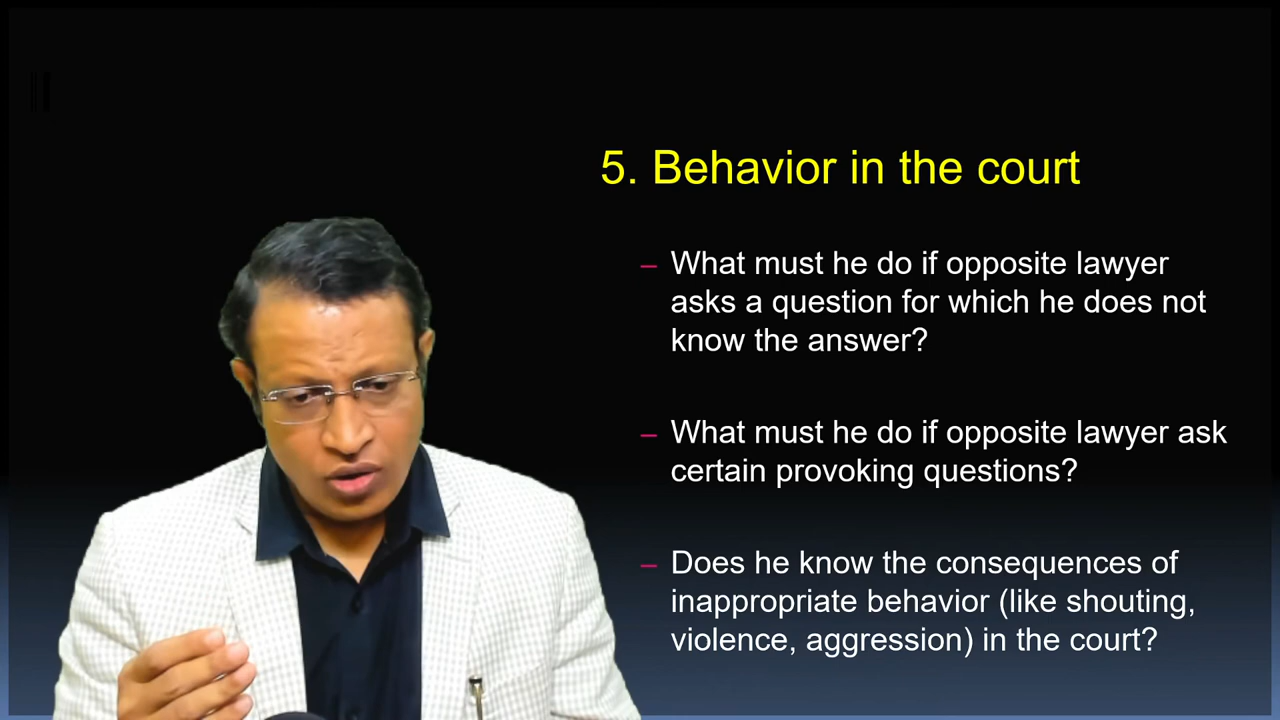 5. Behavior in the court
– What must he do if opposite lawyer
asks a question for which he does not
know the answer?
– What must he do if opposite lawyer ask
certain provoking questions?
– Does he know the consequences of
inappropriate behavior (like shouting,
violence, aggression) in the court?